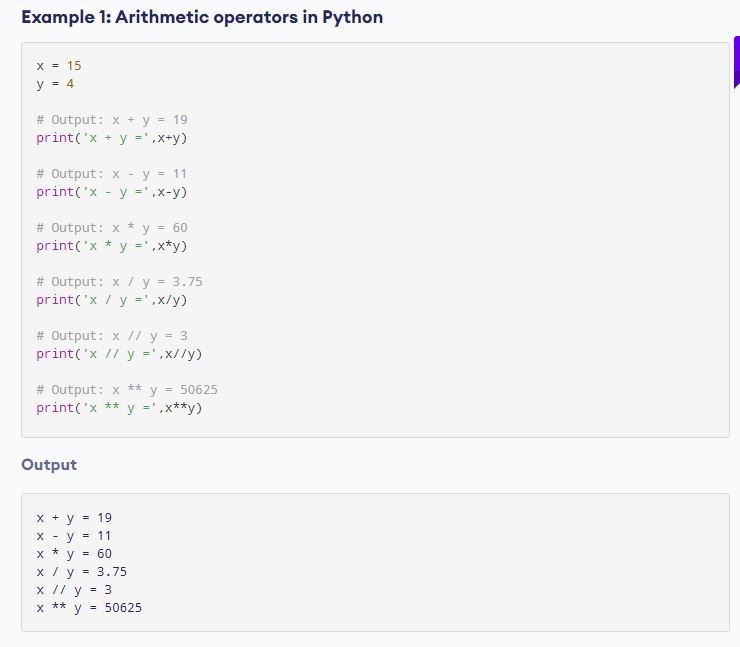 Example 1: Arithmetic operators in Python
x = 15
y = 4
# Output: x + y = 19
print('x + y =',x+y)
# Output: x - y = 11
print('x - y =',x-y)
# Output: x * y = 60
print('x * y =',x*y)
# Output: x / y = 3.75
print('x / y =',x/y)
# Output: x // y = 3
print('x // y =',x//y)
# Output: x ** y = 50625
print('x ** y =',x**y)
Output
x + y = 19
x - y = 11
x * y = 60
x / y = 3.75
x // y = 3
x ** y = 50625